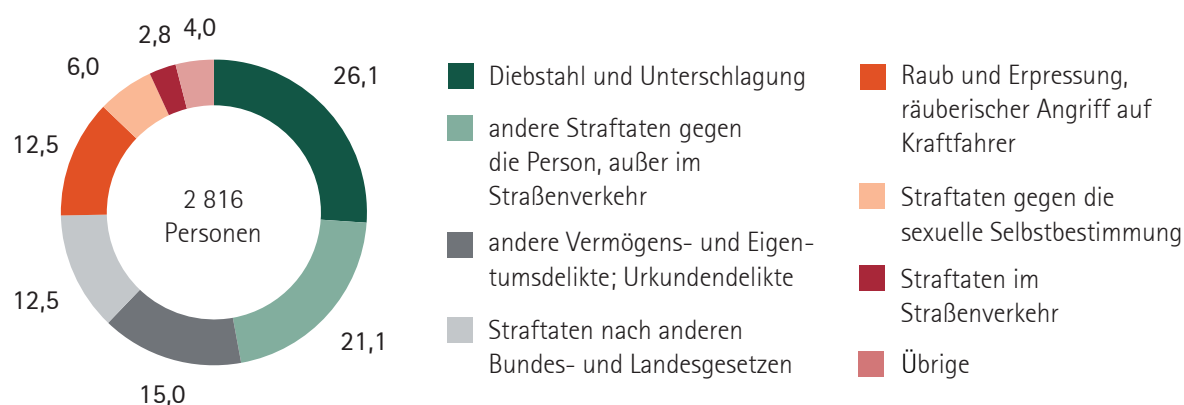 2,8
4,0
6,0
26,1
12,5
2 816
Personen
12,5
21,1
15,0
Diebstahl und Unterschlagung
andere Straftaten gegen
die Person, außer im
Straßenverkehr
andere Vermögens- und Eigen-
tumsdelikte; Urkundendelikte
Straftaten nach anderen
Bundes- und Landesgesetzen
Raub und Erpressung,
räuberischer Angriff auf
Kraftfahrer
Straftaten gegen die
sexuelle Selbstbestimmung
Straftaten im
Straßenverkehr
Übrige